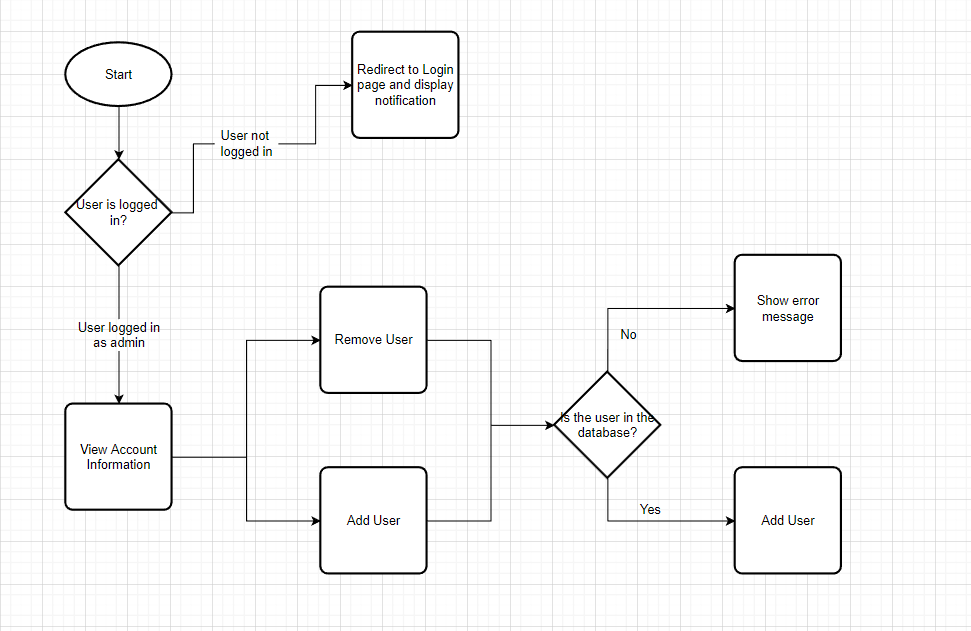 Start
Redirect to Login
page and display
notification
User not
logged in
User is logged
in?
User logged in
as admin
View Account
Information
Remove User
Add User
Is the user in the
database?
No
Yes
Show error
message
Add User